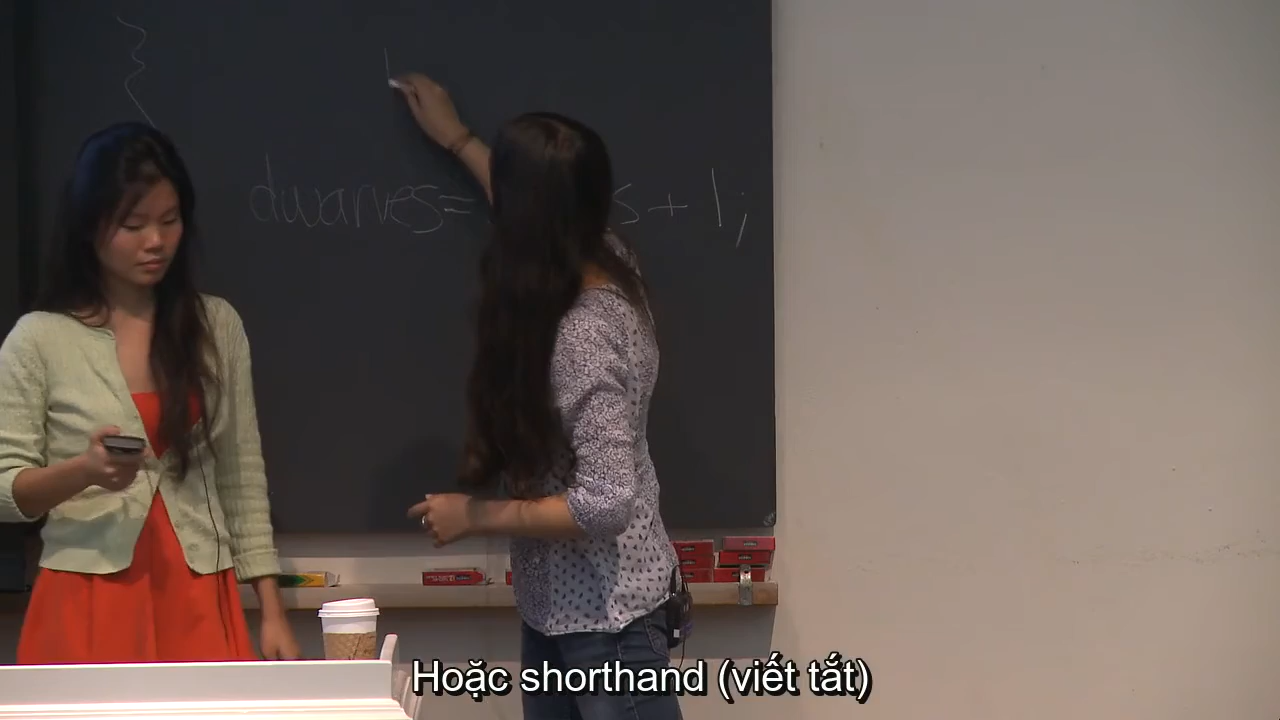 }
dwarves= s + 1;
Hoặc shorthand (viết tắt)